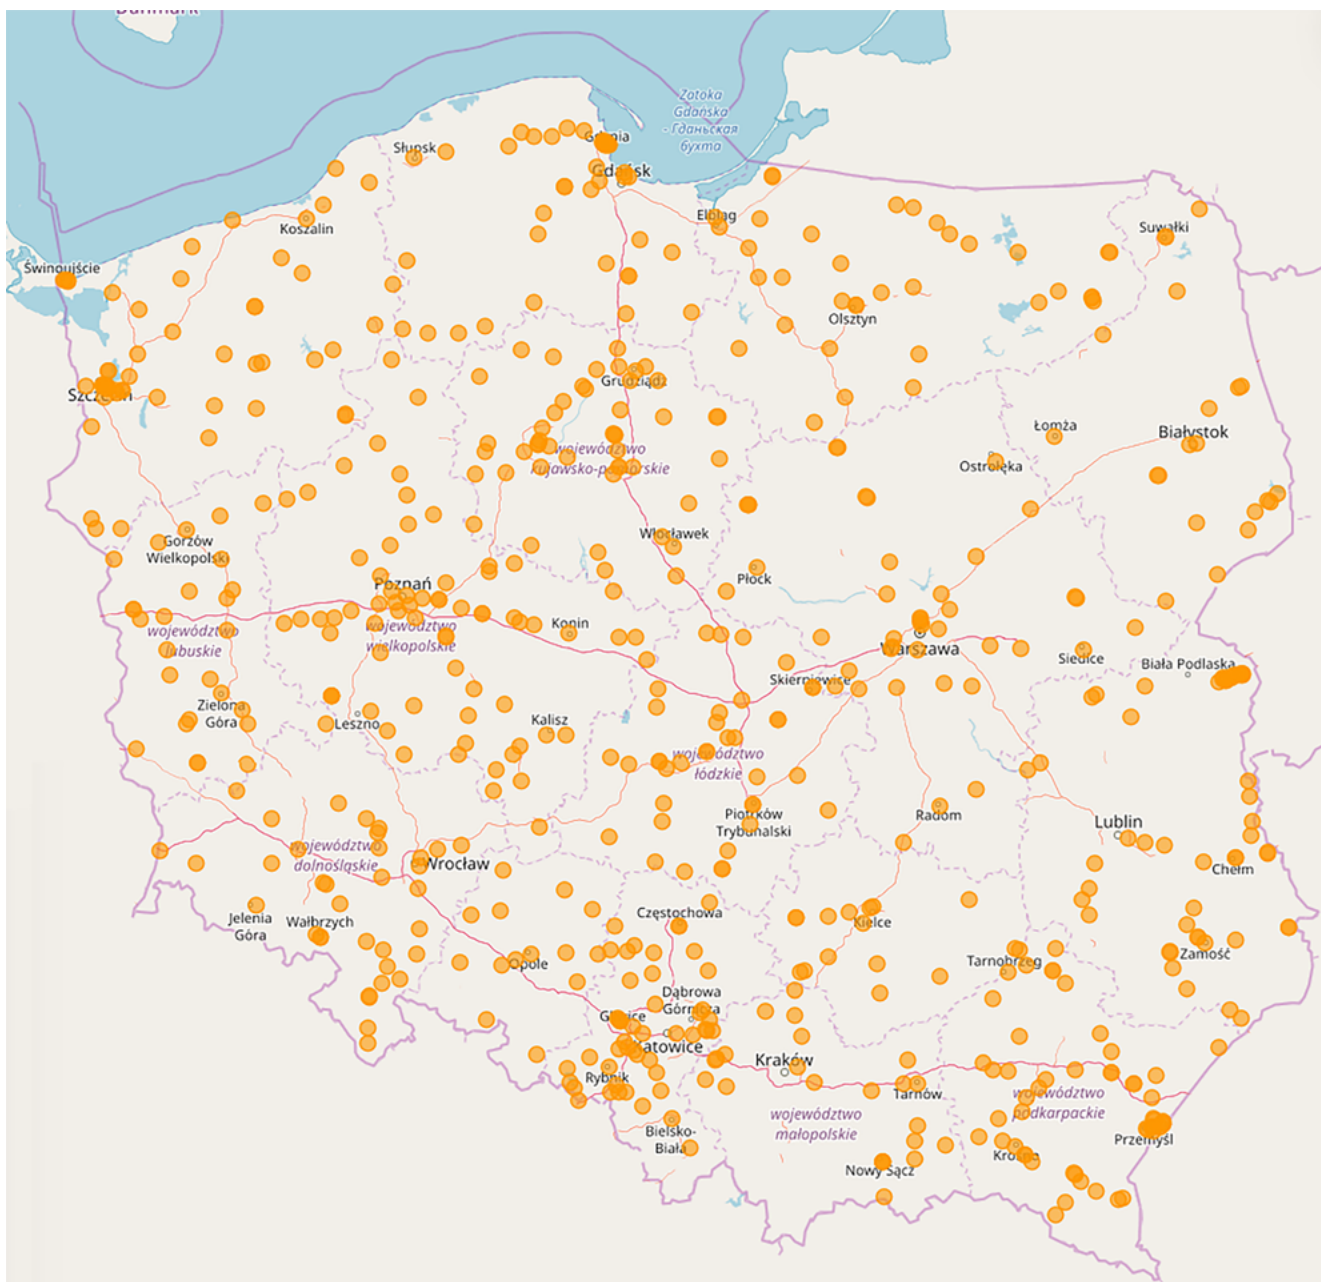 Danmark
Zatoka
Gdańska
- Гданьская
бухта
Gdynia
Słupsk
Gdańsk
Elbląg
Suwałki
Koszalin
Świnoujście
Olsztyn
Szczecin
Grudziądz
Łomża
Białystok
województwo
kujawsko-pomorskie
Ostrołęka
Włocławek
Gorzów
Wielkopolski
Płock
Poznań
Konin
województwo
lubuskie
województwo
wielkopolskie
Warszawa
Siedlce
Biała Podlaska
Skierniewice
Zielona
Góra
Leszno
Kalisz
województwo
łódzkie
Piotrków
Trybunalski
Radom
Lublin
województwo
dolnośląskie
Wrocław
Chełm
Jelenia
Góra
Wałbrzych
Częstochowa
Kielce
Opole
Tarnobrzeg
Zamość
Dąbrowa
Górnicza
Gliwice
Katowice
Kraków
Rybnik
Tarnów
województwo
podkarpackie
województwo
małopolskie
Bielsko-
Biała
Przemyśl
Krosno
Nowy Sącz